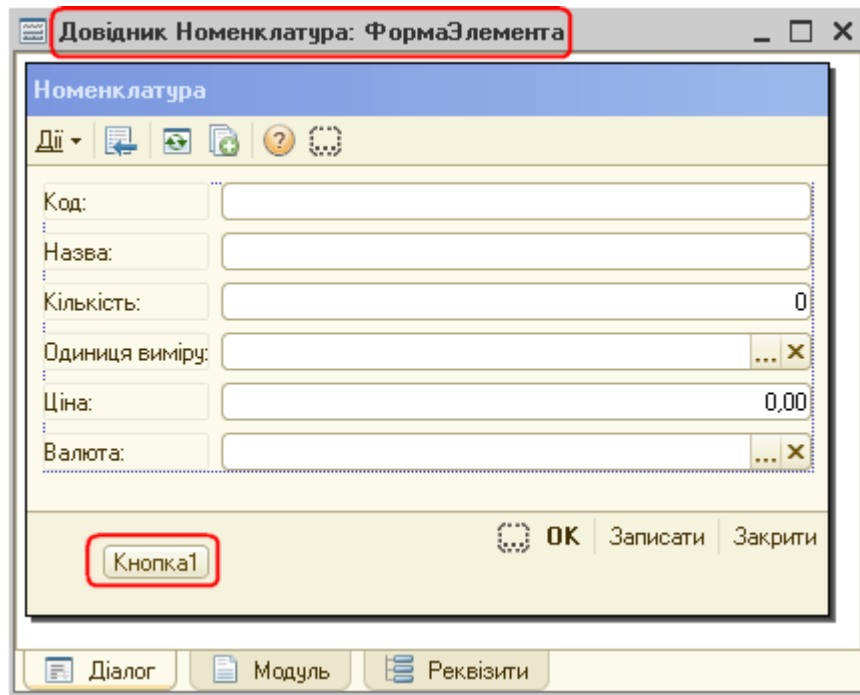 Довідник Номенклатура: ФормаЭлемента
Номенклатура
Дії
Код:
Назва:
Кількість: 0
Одиниця виміру: ...
Ціна: 0,00
Валюта: ...
OK Записати Закрити
Кнопка1
Діалог Модуль Реквізити